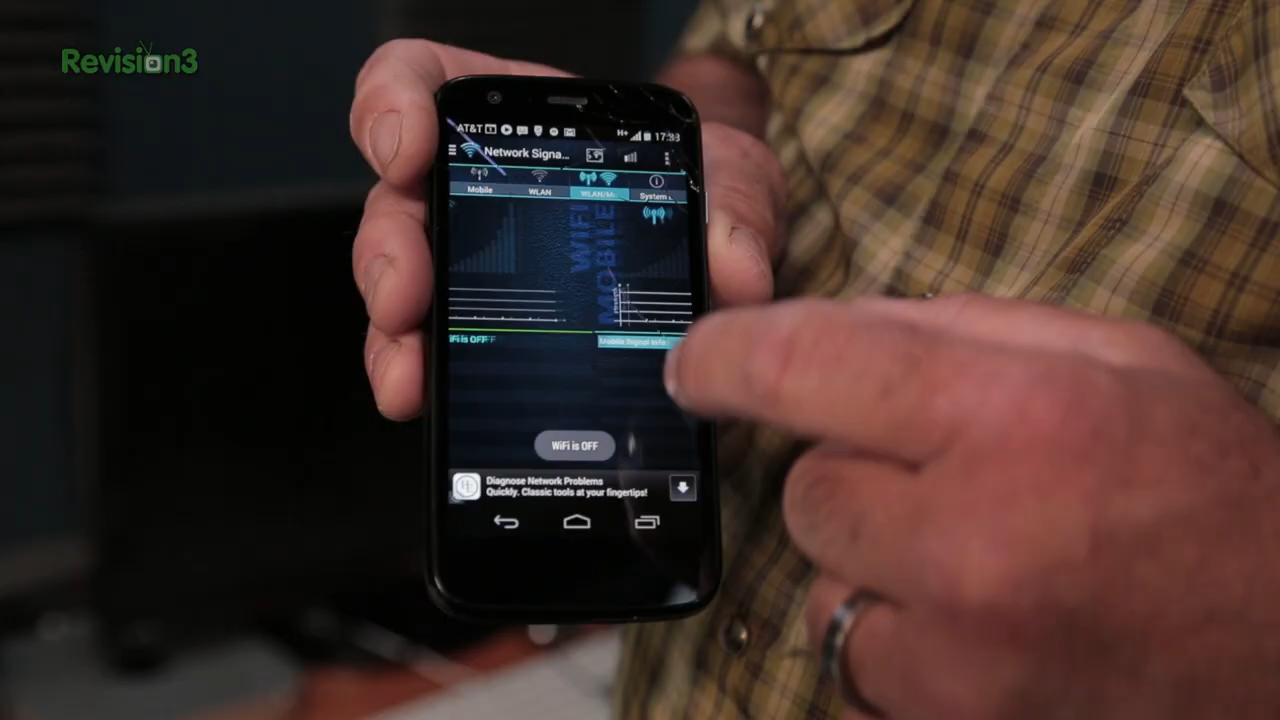 Revision3
AT&T
H+ 17:33
Network Signa...
Mobile
WLAN
WLAN/M
System
WIFI
MOBILE
WiFi is OFF
Mobile Signal Info
WiFi is OFF
Diagnose Network Problems
Quickly. Classic tools at your fingertips!